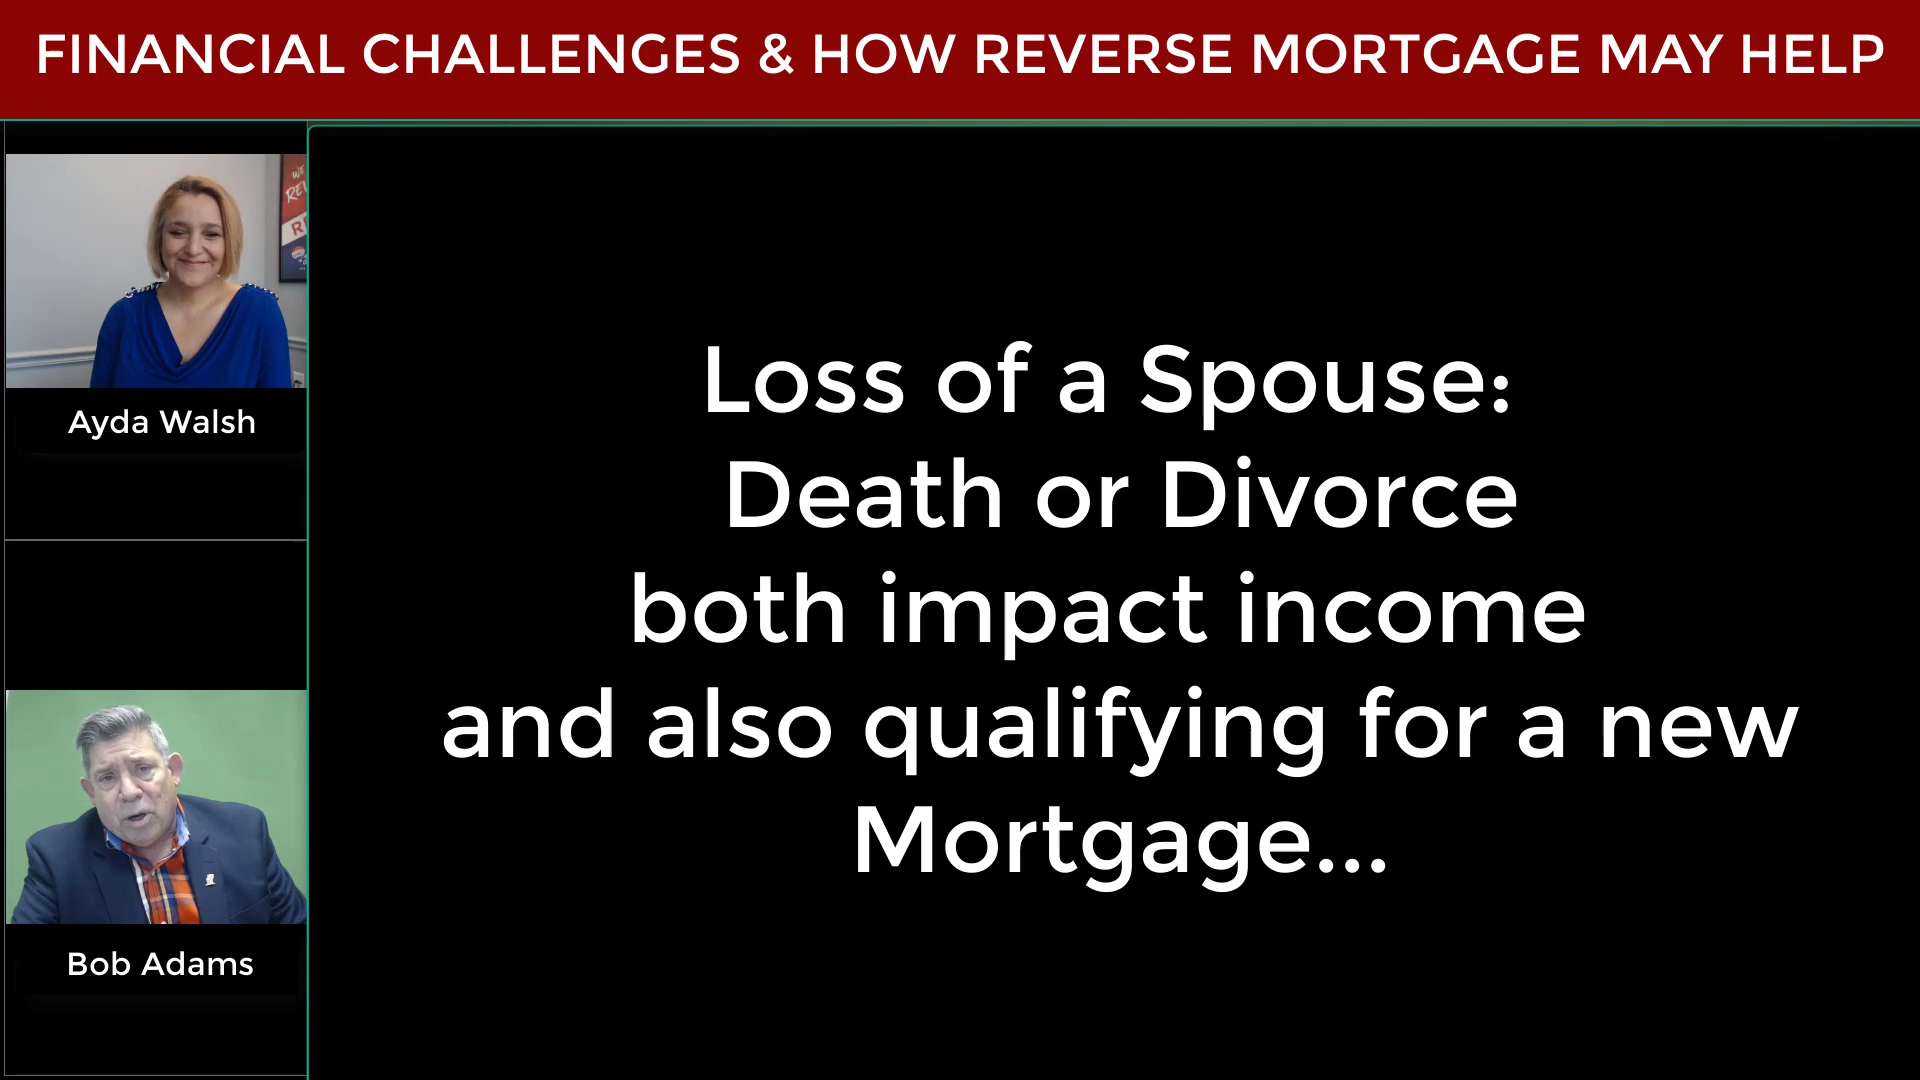 FINANCIAL CHALLENGES & HOW REVERSE MORTGAGE MAY HELP
Ayda Walsh
Loss of a Spouse:
Death or Divorce
both impact income
and also qualifying for a new
Mortgage...
Bob Adams